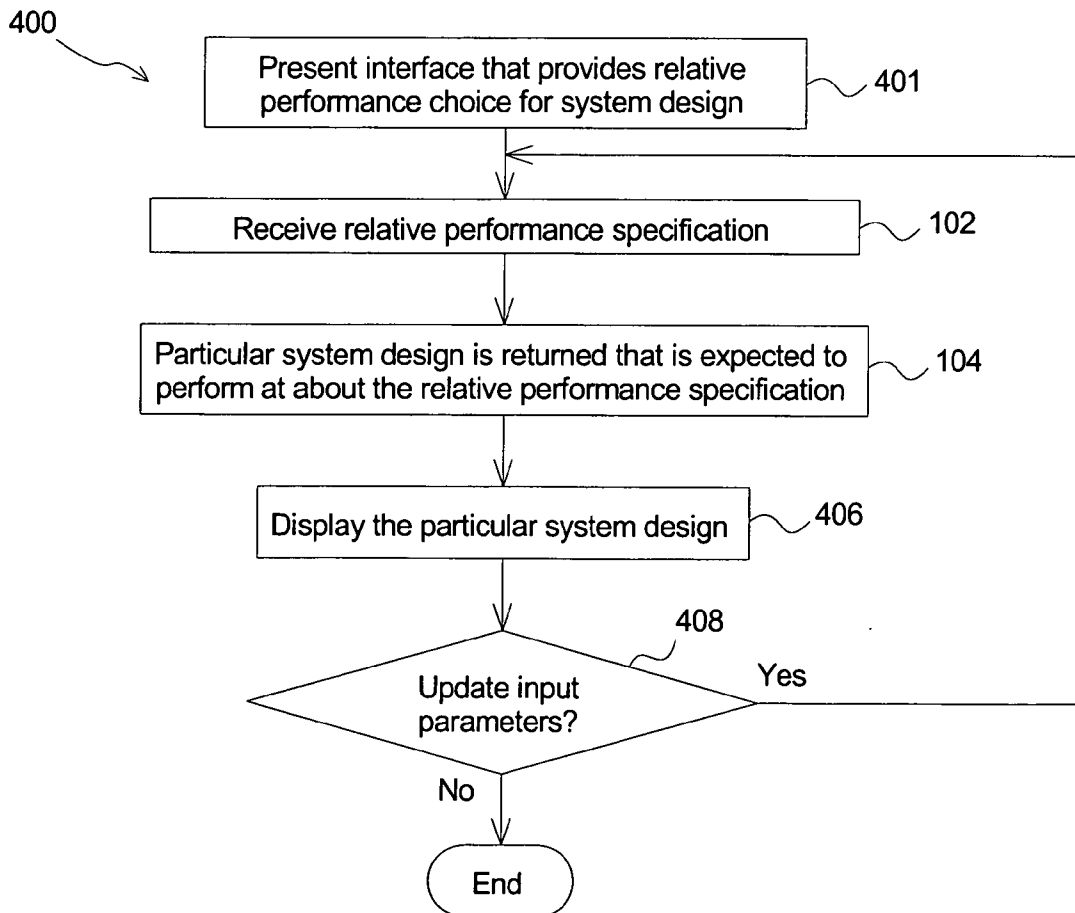 400
Present interface that provides relative
performance choice for system design
401
Receive relative performance specification
102
Particular system design is returned that is expected to
perform at about the relative performance specification
104
Display the particular system design
406
408
Update input
parameters?
Yes
No
End